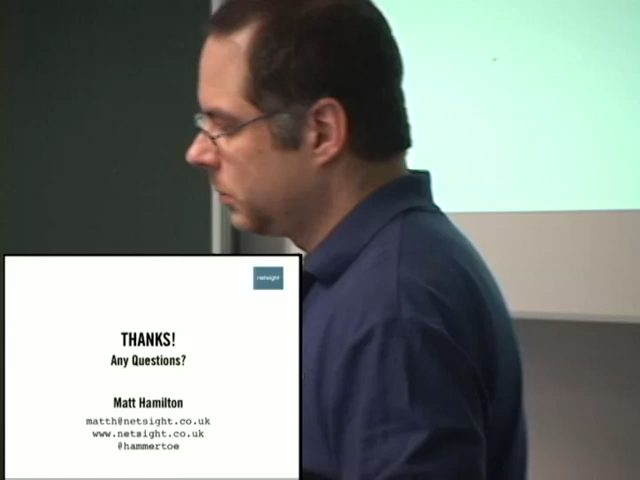 netsight
THANKS!
Any Questions?
Matt Hamilton
matth@netsight.co.uk
www.netsight.co.uk
@hammertoe